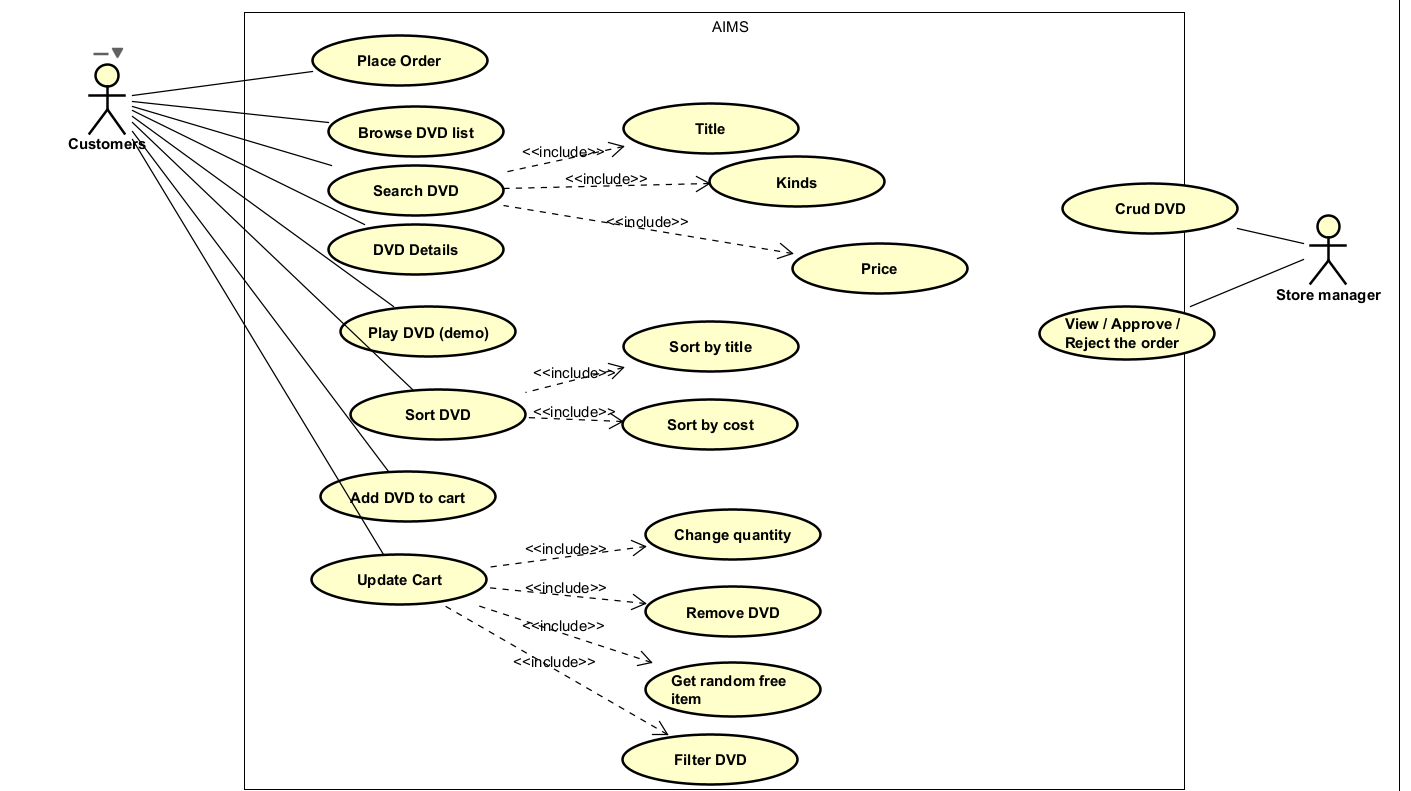 AIMS
Place Order
Customers
Browse DVD list
Title
<<include>>
Search DVD
<<include>>
Kinds
<<include>>
DVD Details
Price
Crud DVD
Store manager
Play DVD (demo)
View / Approve /
Reject the order
Sort by title
<<include>>
Sort DVD
<<include>>
Sort by cost
Add DVD to cart
Change quantity
<<include>>
Update Cart
<<include>>
Remove DVD
<<include>>
<<include>>
Get random free
item
Filter DVD